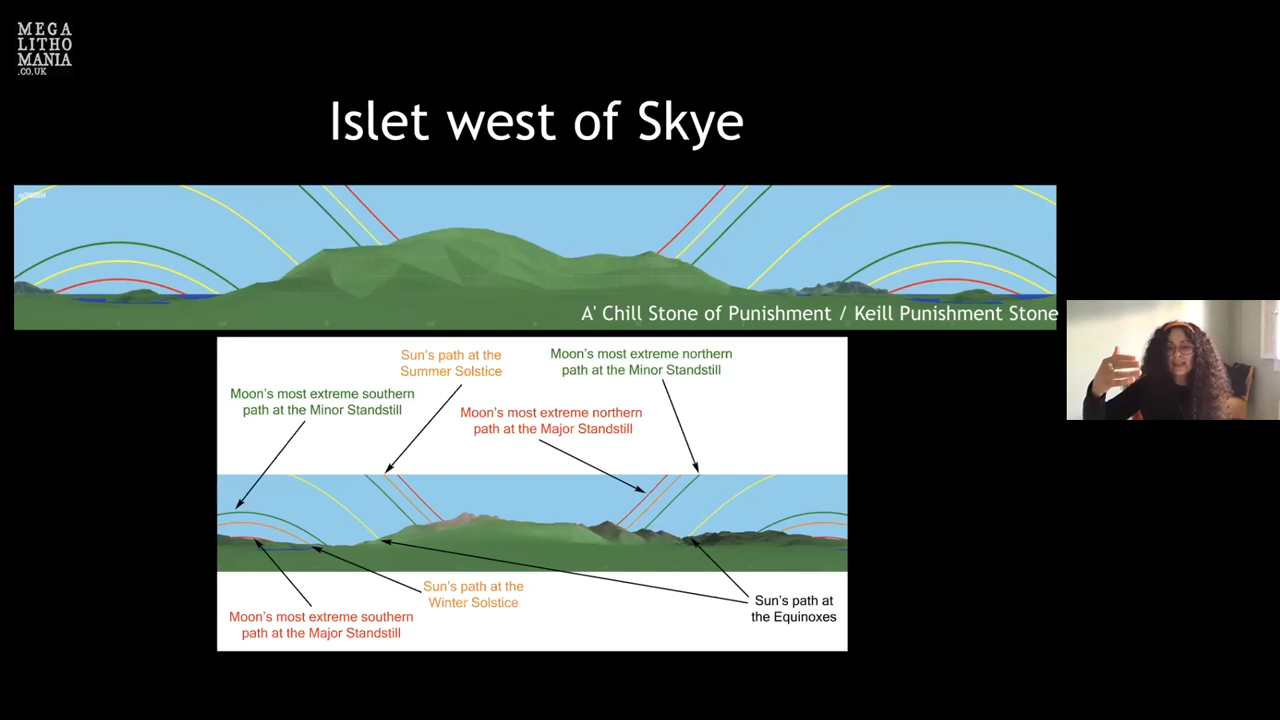 MEGA
LITHO
MANIA
.CO.UK
Islet west of Skye
A' Chill Stone of Punishment / Keill Punishment Stone
Sun's path at the
Summer Solstice
Moon's most extreme northern
path at the Minor Standstill
Moon's most extreme southern
path at the Minor Standstill
Moon's most extreme northern
path at the Major Standstill
Sun's path at the
Winter Solstice
Moon's most extreme southern
path at the Major Standstill
Sun's path at
the Equinoxes